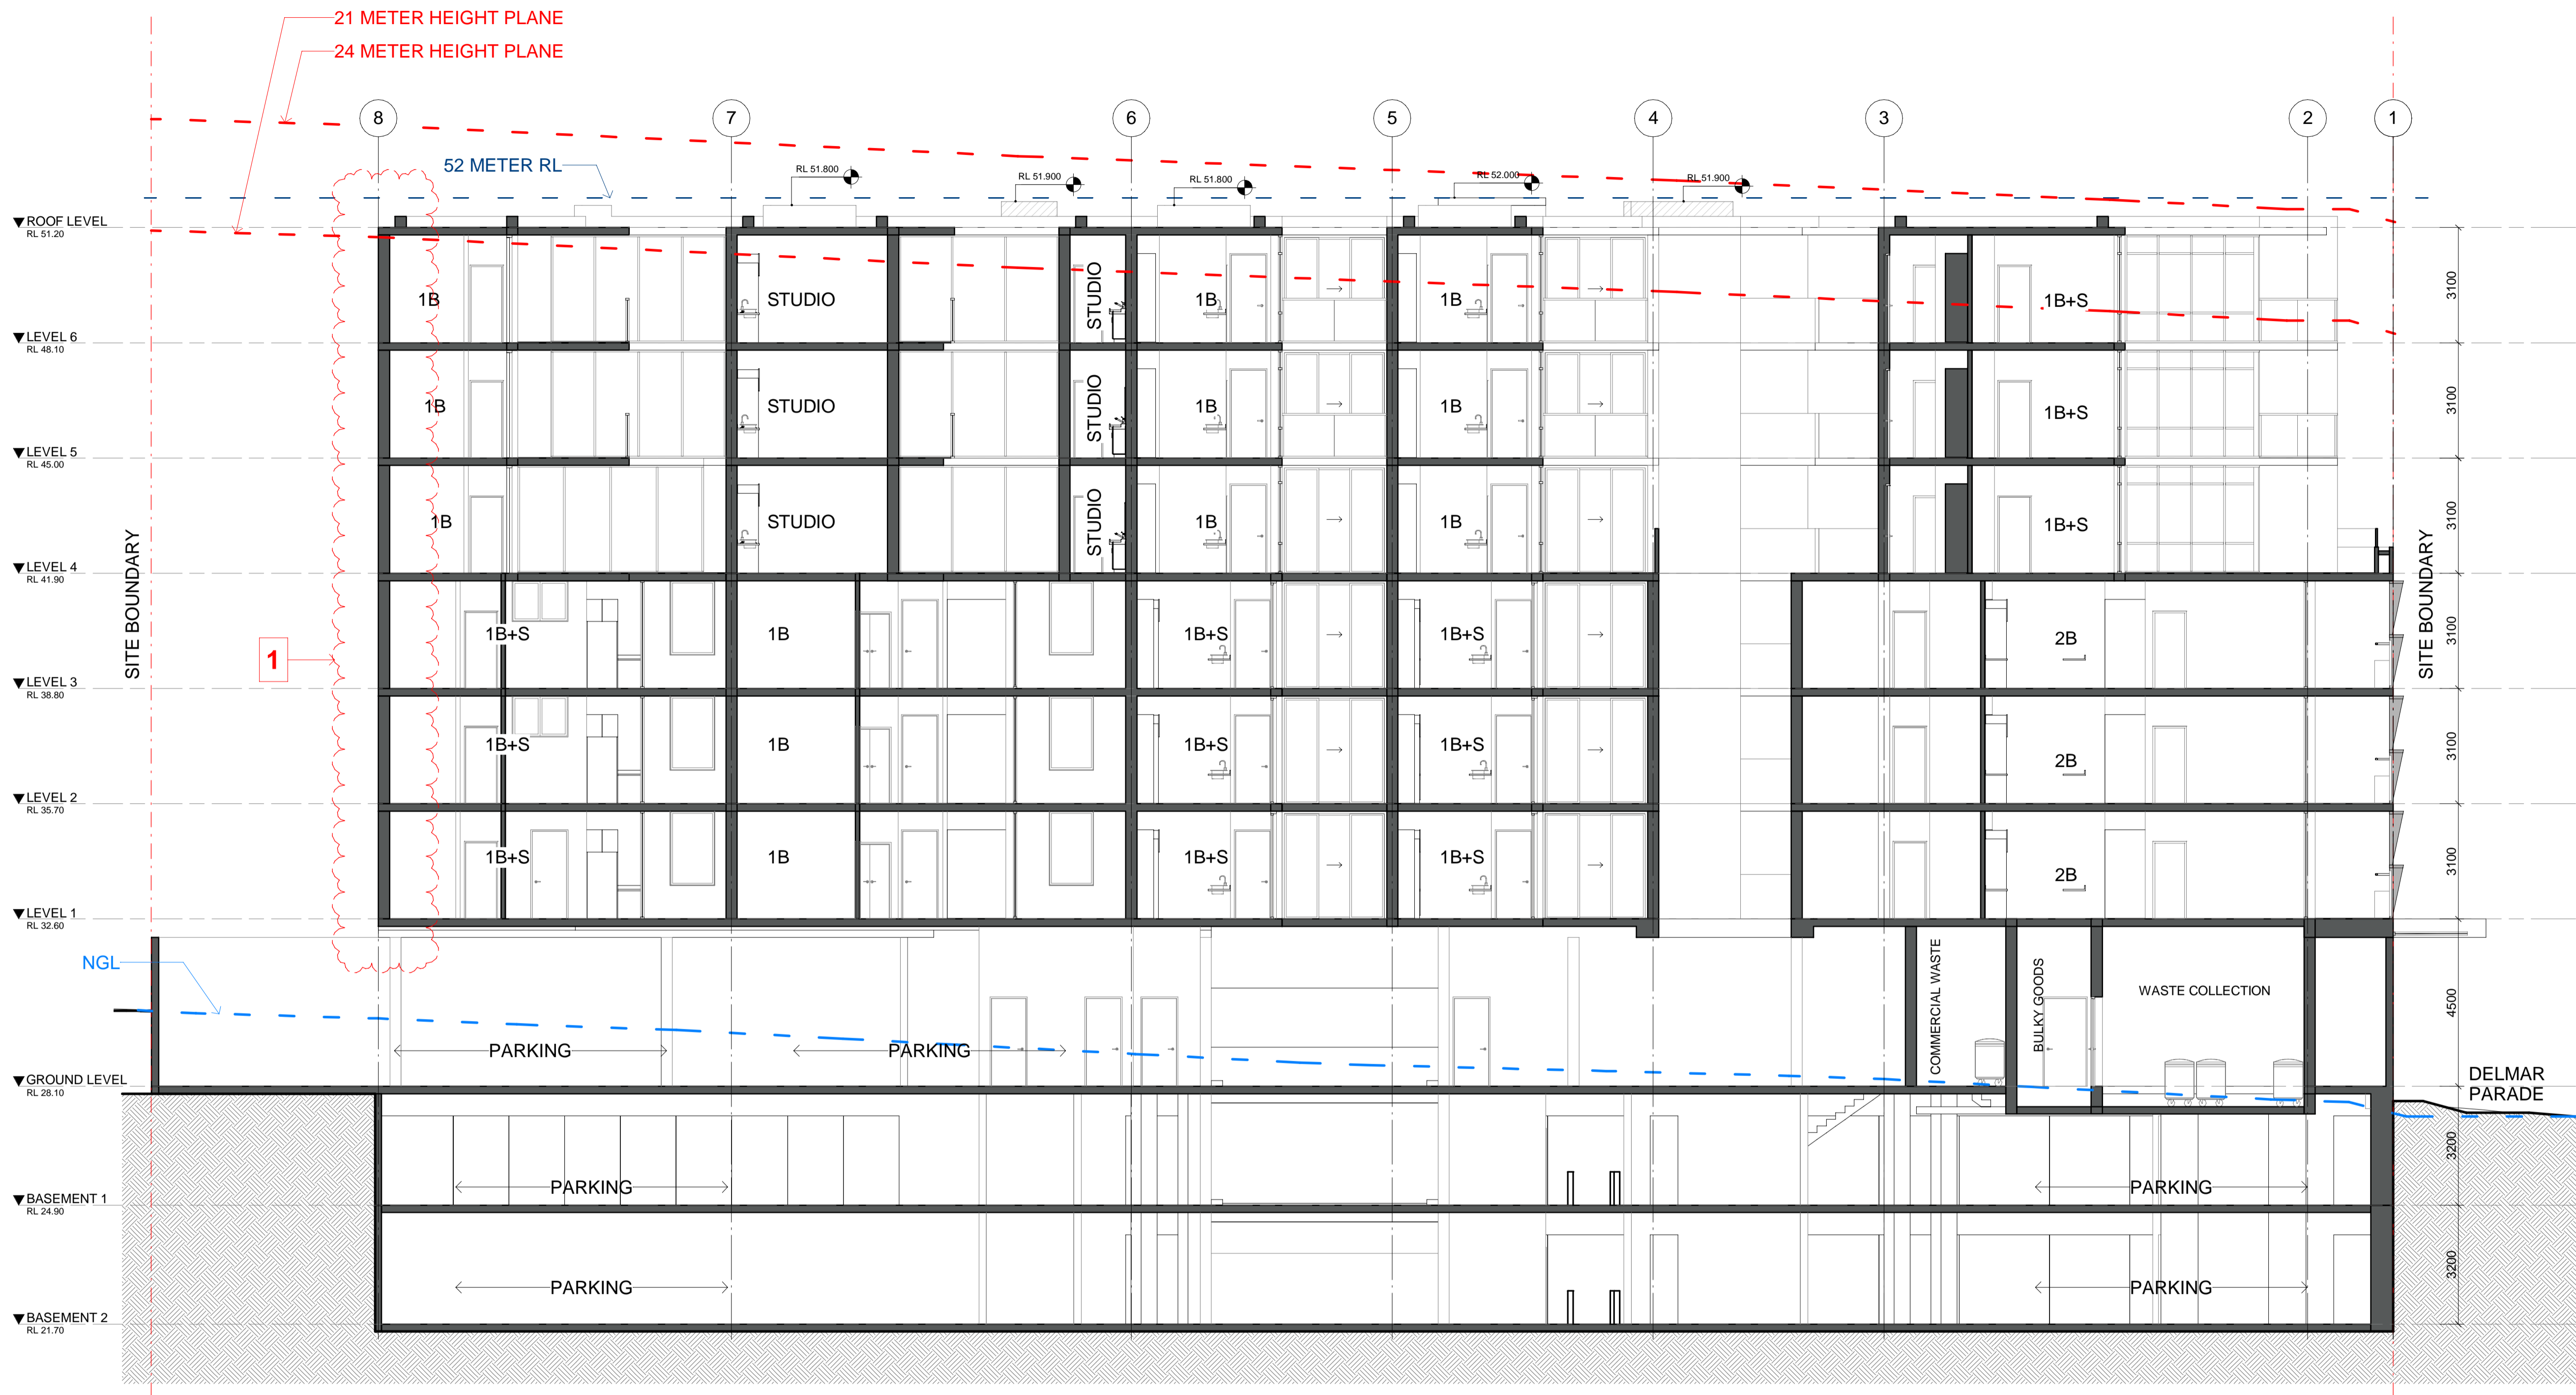 21 METER HEIGHT PLANE
24 METER HEIGHT PLANE
8
7
6
5
4
3
2
1
52 METER RL
RL 51.800
RL 51.900
RL 51.800
RL 52.000
RL 51.900
ROOF LEVEL
RL 51.20
1B
STUDIO
STUDIO
1B
1B
1B+S
3100
LEVEL 6
RL 48.10
1B
STUDIO
STUDIO
1B
1B
1B+S
3100
LEVEL 5
RL 45.00
1B
STUDIO
STUDIO
1B
1B
1B+S
3100
LEVEL 4
RL 41.90
SITE BOUNDARY
SITE BOUNDARY
1
1B+S
1B
1B+S
1B+S
2B
3100
LEVEL 3
RL 38.80
1B+S
1B
1B+S
1B+S
2B
3100
LEVEL 2
RL 35.70
1B+S
1B
1B+S
1B+S
2B
3100
LEVEL 1
RL 32.60
NGL
COMMERCIAL WASTE
BULKY GOODS
WASTE COLLECTION
4500
PARKING
PARKING
GROUND LEVEL
RL 28.10
DELMAR
PARADE
3200
PARKING
PARKING
BASEMENT 1
RL 24.90
3200
PARKING
PARKING
BASEMENT 2
RL 21.70